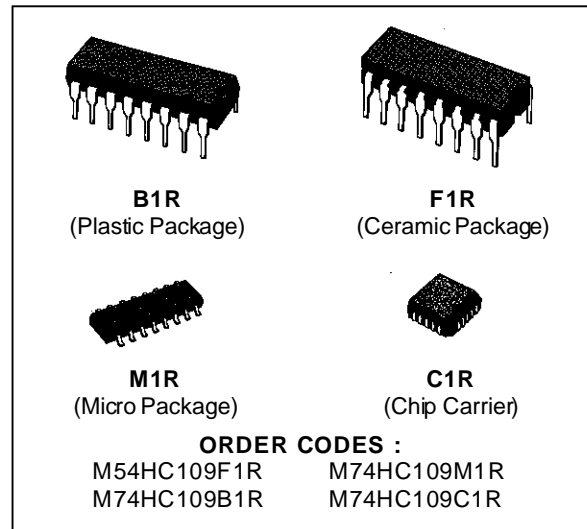 B1R
(Plastic Package)
F1R
(Ceramic Package)
M1R
(Micro Package)
C1R
(Chip Carrier)
ORDER CODES :
M54HC109F1R M74HC109M1R
M74HC109B1R M74HC109C1R